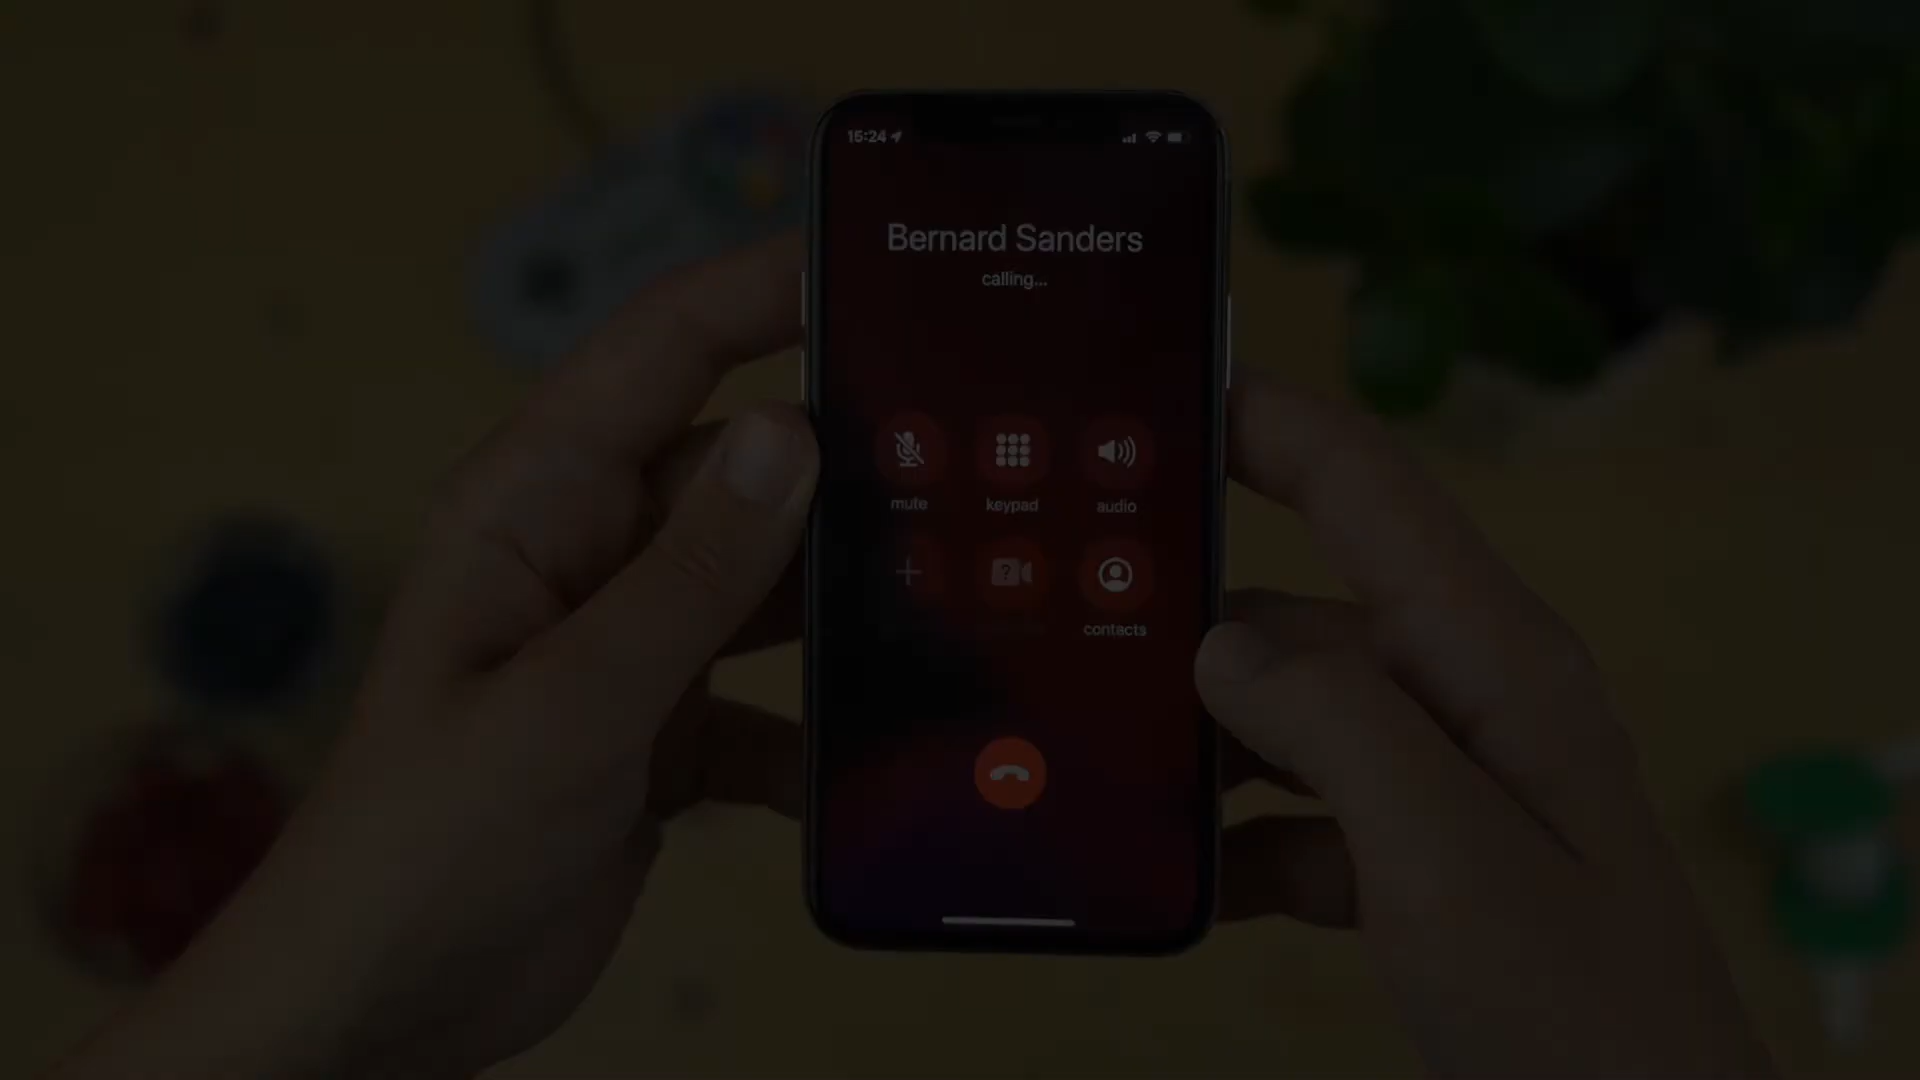 15:24
Bernard Sanders
calling...
mute
keypad
audio
?
contacts